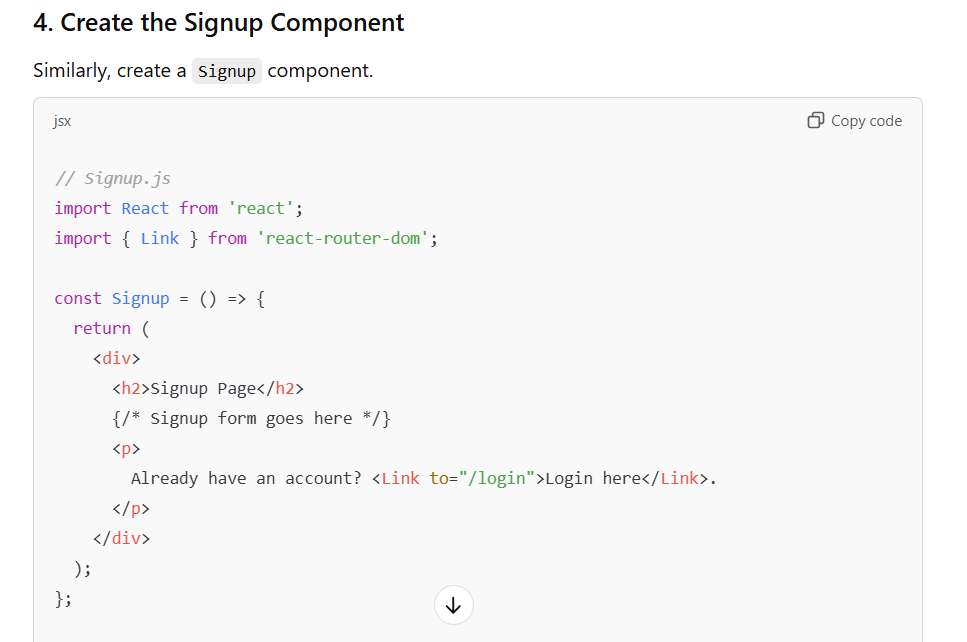 4. Create the Signup Component
Similarly, create a Signup component.
jsx
Copy code
// Signup.js
import React from 'react';
import { Link } from 'react-router-dom';
const Signup = () => {
return (
<div>
<h2>Signup Page</h2>
{/* Signup form goes here */}
<p>
Already have an account? <Link to="/login">Login here</Link>.
</p>
</div>
);
};